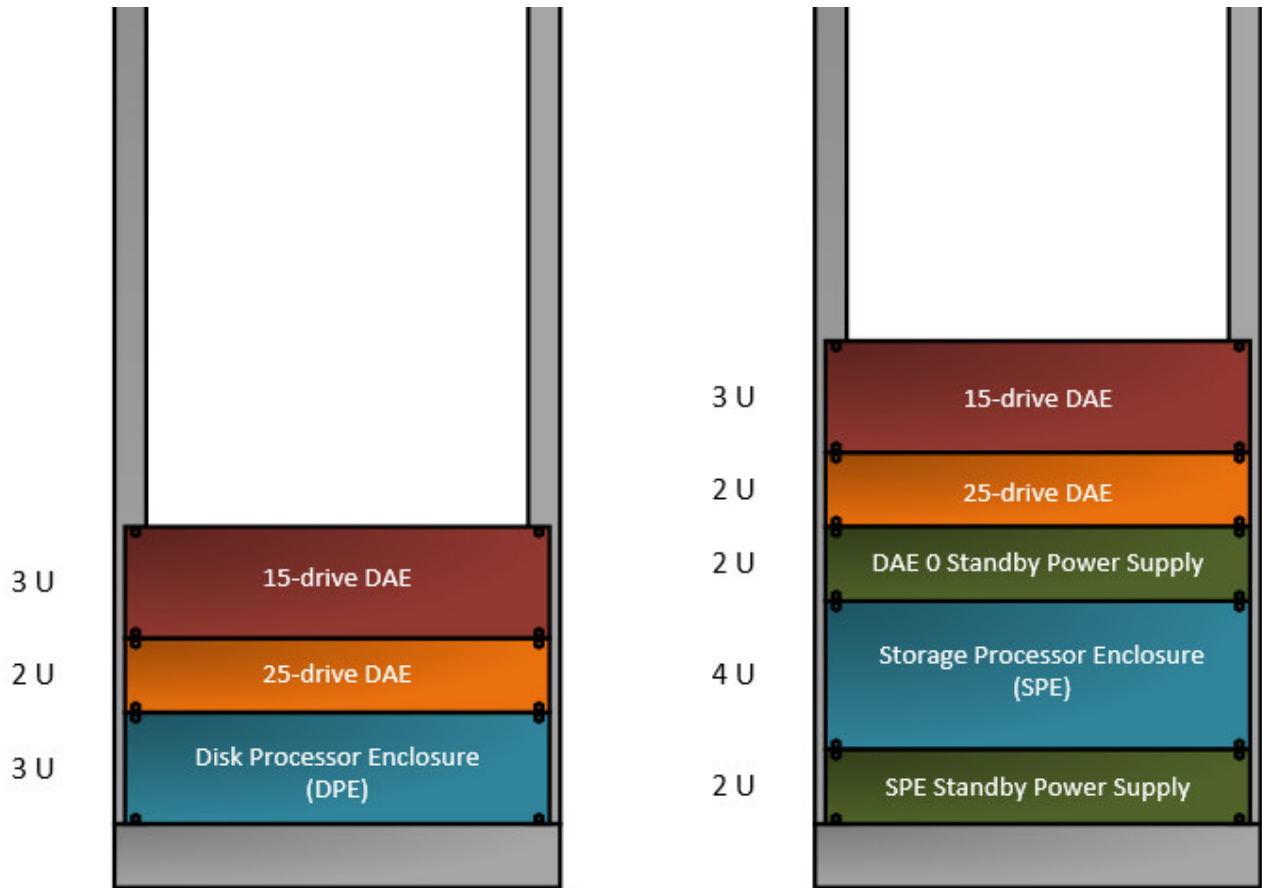 3 U
15-drive DAE
2 U
25-drive DAE
3 U
Disk Processor Enclosure
(DPE)
3 U
15-drive DAE
2 U
25-drive DAE
2 U
DAE 0 Standby Power Supply
4 U
Storage Processor Enclosure
(SPE)
2 U
SPE Standby Power Supply